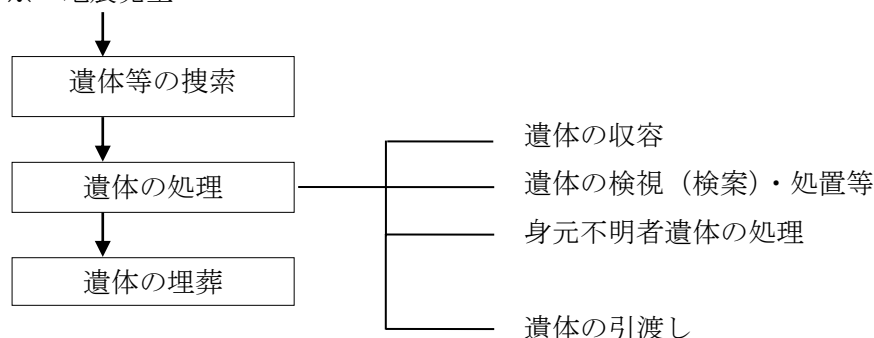 遺体等の捜索
遺体の処理
遺体の埋葬
遺体の収容
遺体の検視（検案）・処置等
身元不明者遺体の処理
遺体の引渡し